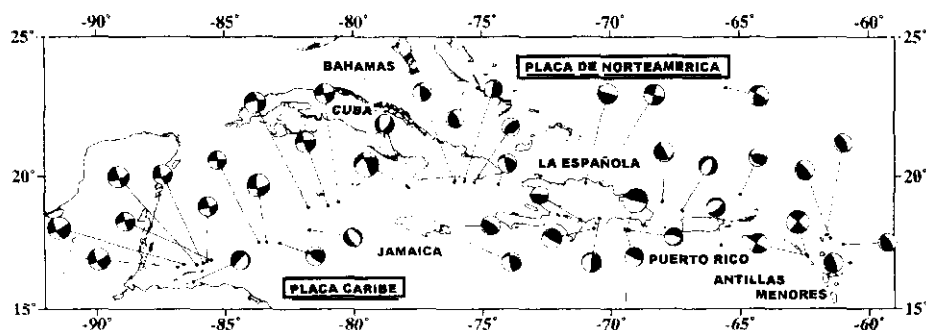 -90° -85° -80° -75° -70° -65° -60°
25° 25°
BAHAMAS
PLACA DE NORTEAMERICA
CUBA
LA ESPAÑOLA
20° 20°
JAMAICA
PUERTO RICO
PLACA CARIBE
ANTILLAS
MENORES
15° 15°
-90° -85° -80° -75° -70° -65° -60°